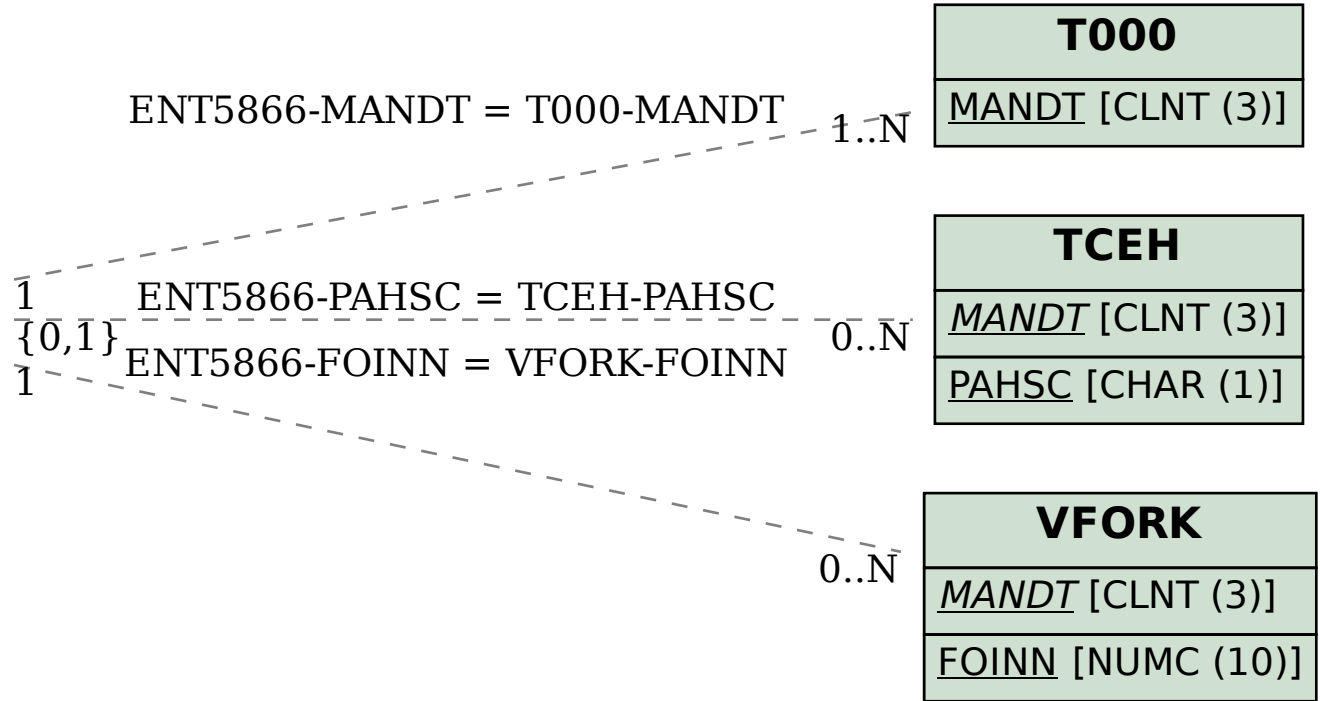 T000
MANDT [CLNT (3)]
ENT5866-MANDT = T000-MANDT
1..N
TCEH
MANDT [CLNT (3)]
PAHSC [CHAR (1)]
1
ENT5866-PAHSC = TCEH-PAHSC
{0,1}
0..N
ENT5866-FOINN = VFORK-FOINN
1
0..N
VFORK
MANDT [CLNT (3)]
FOINN [NUMC (10)]